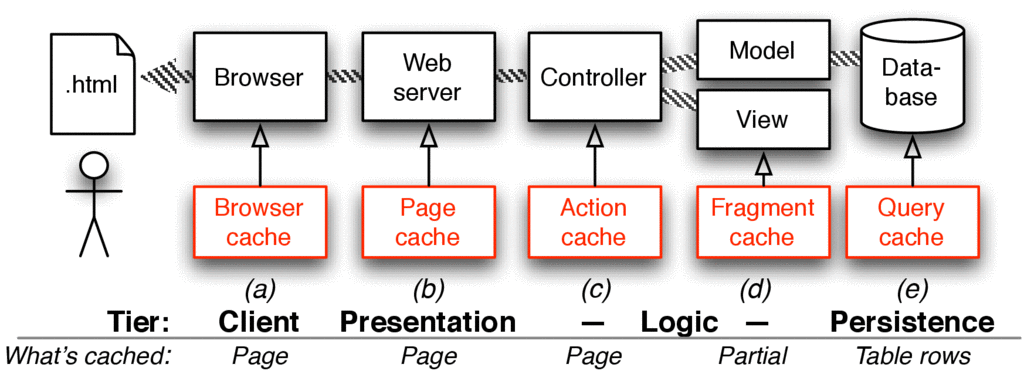 .html
Browser
Web
server
Controller
Model
View
Data-
base
Browser
cache
Page
cache
Action
cache
Fragment
cache
Query
cache
(a) (b) (c) (d) (e)
Tier: Client Presentation — Logic — Persistence
What's cached: Page Page Page Partial Table rows